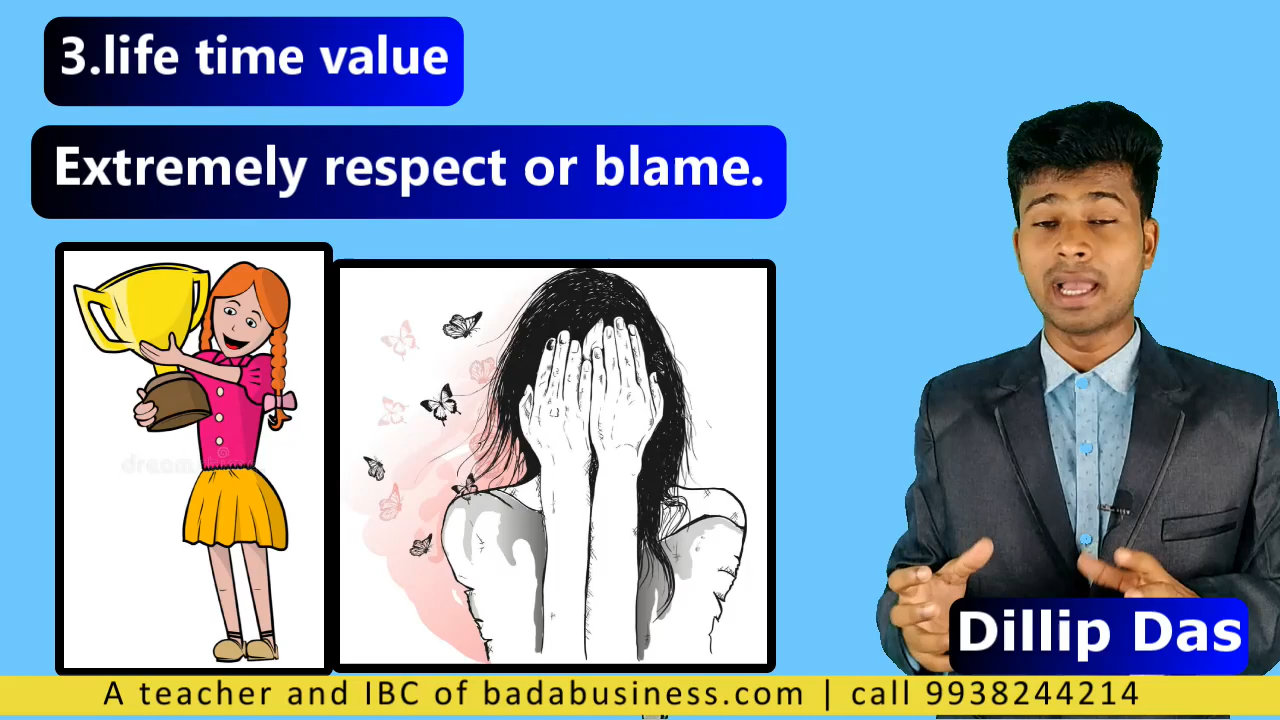 3.life time value
Extremely respect or blame.
Dillip Das
A teacher and IBC of badabusiness.com | call 9938244214